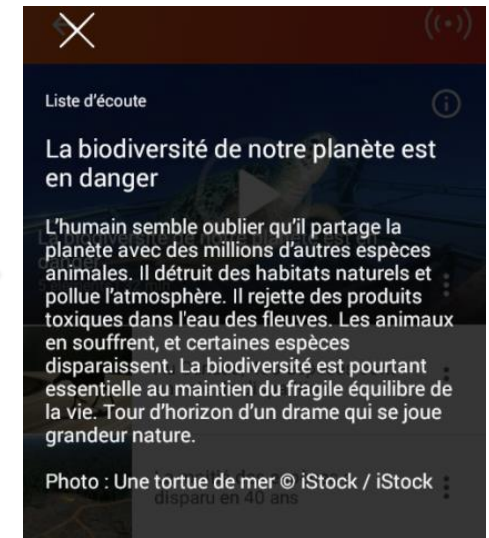 Liste d'écoute
La biodiversité de notre planète est
en danger
L'humain semble oublier qu'il partage la
planète avec des millions d'autres espèces
animales. Il détruit des habitats naturels et
pollue l'atmosphère. Il rejette des produits
toxiques dans l'eau des fleuves. Les animaux
en souffrent, et certaines espèces
disparaissent. La biodiversité est pourtant
essentielle au maintien du fragile équilibre de
la vie. Tour d'horizon d'un drame qui se joue
grandeur nature.
Photo : Une tortue de mer © iStock / iStock
disparu en 40 ans